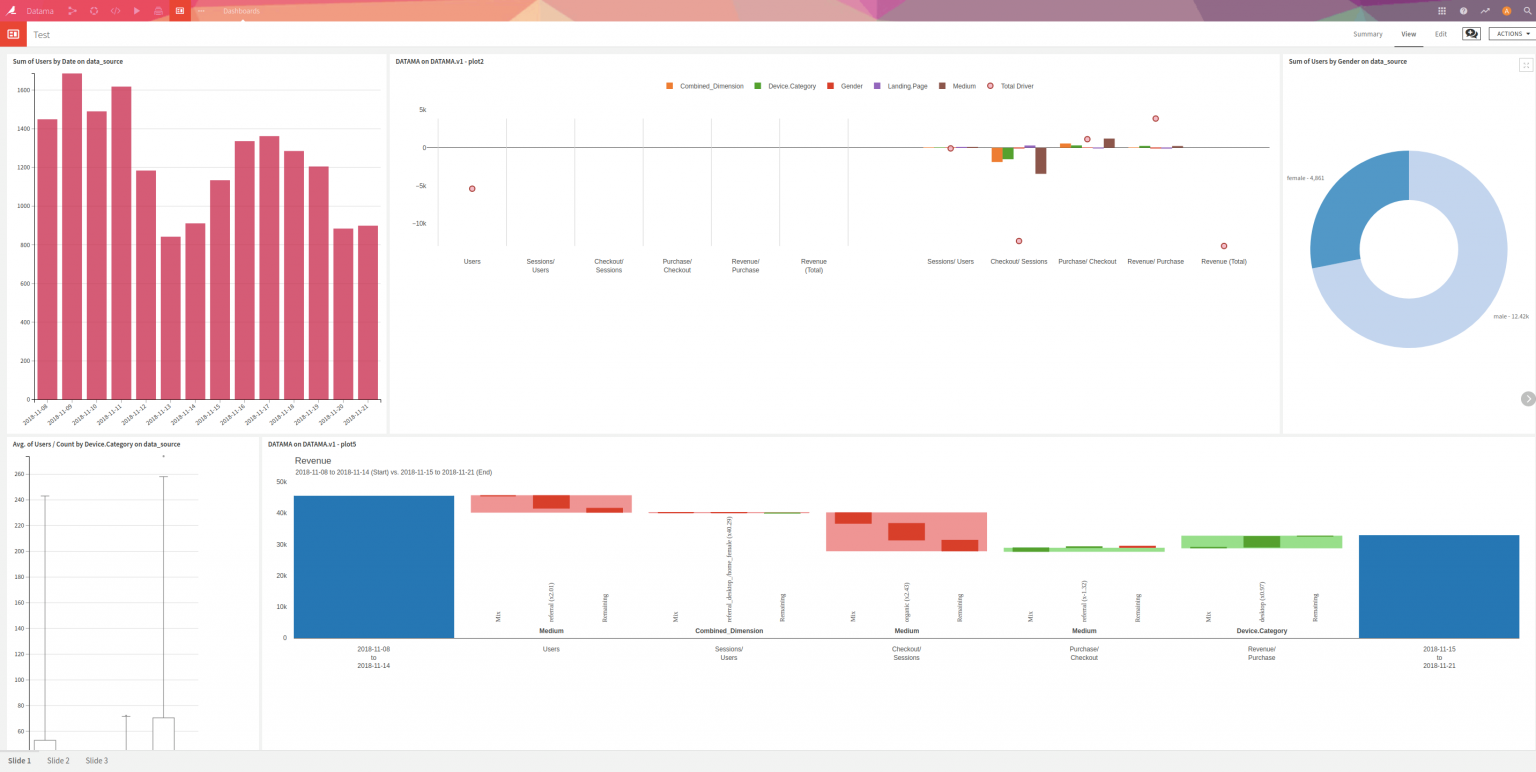 Datama
Dashboards
Test
Summary
View
Edit
ACTIONS
Sum of Users by Date on data_source
1600
1400
1200
1000
800
600
400
200
0
2018-11-08
2018-11-09
2018-11-10
2018-11-11
2018-11-12
2018-11-13
2018-11-14
2018-11-15
2018-11-16
2018-11-17
2018-11-18
2018-11-19
2018-11-20
2018-11-21
DATAMA on DATAMA.v1 - plot2
Combined_Dimension
Device.Category
Gender
Landing.Page
Medium
Total Driver
5k
0
−5k
−10k
Users
Sessions/
Users
Checkout/
Sessions
Purchase/
Checkout
Revenue/
Purchase
Revenue
(Total)
Sessions/ Users
Checkout/ Sessions
Purchase/ Checkout
Revenue/ Purchase
Revenue (Total)
Sum of Users by Gender on data_source
female - 4,861
male - 12.42k
Avg. of Users / Count by Device.Category on data_source
260
240
220
200
180
160
140
120
100
80
60
DATAMA on DATAMA.v1 - plot5
Revenue
2018-11-08 to 2018-11-14 (Start) vs. 2018-11-15 to 2018-11-21 (End)
50k
40k
30k
20k
10k
0
Mix
referral (x2.01)
Remaining
Mix
Remaining
Mix
organic (x2.43)
Remaining
Mix
referral (x-1.32)
Remaining
Mix
desktop (x0.97)
Remaining
Medium
Combined_Dimension
Medium
Medium
Device.Category
2018-11-08
to
2018-11-14
Users
Sessions/
Users
Checkout/
Sessions
Purchase/
Checkout
Revenue/
Purchase
2018-11-15
to
2018-11-21
Slide 1
Slide 2
Slide 3